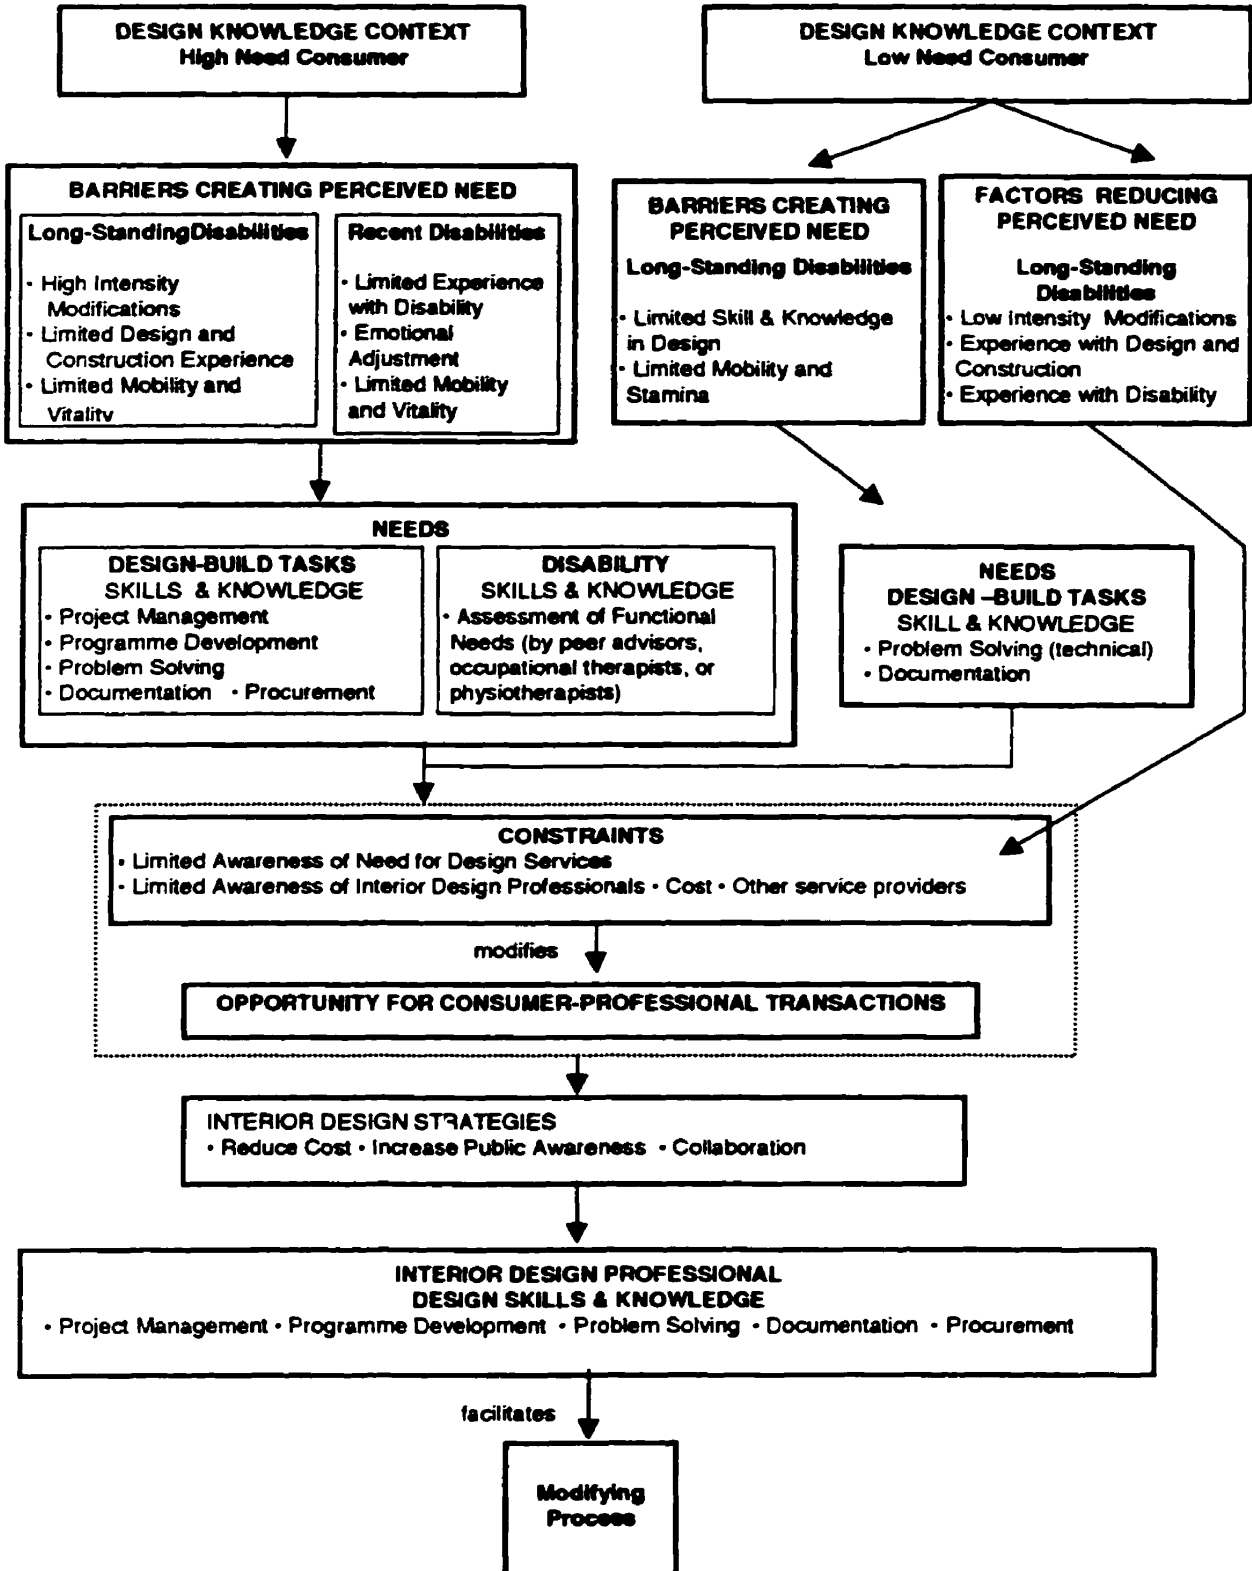 DESIGN KNOWLEDGE CONTEXT
High Need Consumer
DESIGN KNOWLEDGE CONTEXT
Low Need Consumer
BARRIERS CREATING PERCEIVED NEED
Long-Standing Disabilities
• High Intensity
Modifications
• Limited Design and
Construction Experience
• Limited Mobility and
Vitality
Recent Disabilities
• Limited Experience
with Disability
• Emotional
Adjustment
• Limited Mobility
and Vitality
BARRIERS CREATING
PERCEIVED NEED
Long-Standing Disabilities
• Limited Skill & Knowledge
in Design
• Limited Mobility and
Stamina
FACTORS REDUCING
PERCEIVED NEED
Long-Standing
Disabilities
• Low Intensity Modifications
• Experience with Design and
Construction
• Experience with Disability
NEEDS
DESIGN-BUILD TASKS
SKILLS & KNOWLEDGE
• Project Management
• Programme Development
• Problem Solving
• Documentation • Procurement
DISABILITY
SKILLS & KNOWLEDGE
• Assessment of Functional
Needs (by peer advisors,
occupational therapists, or
physiotherapists)
NEEDS
DESIGN –BUILD TASKS
SKILL & KNOWLEDGE
• Problem Solving (technical)
• Documentation
CONSTRAINTS
• Limited Awareness of Need for Design Services
• Limited Awareness of Interior Design Professionals • Cost • Other service providers
modifies
OPPORTUNITY FOR CONSUMER-PROFESSIONAL TRANSACTIONS
INTERIOR DESIGN STRATEGIES
• Reduce Cost • Increase Public Awareness • Collaboration
INTERIOR DESIGN PROFESSIONAL
DESIGN SKILLS & KNOWLEDGE
• Project Management • Programme Development • Problem Solving • Documentation • Procurement
facilitates
Modifying
Process